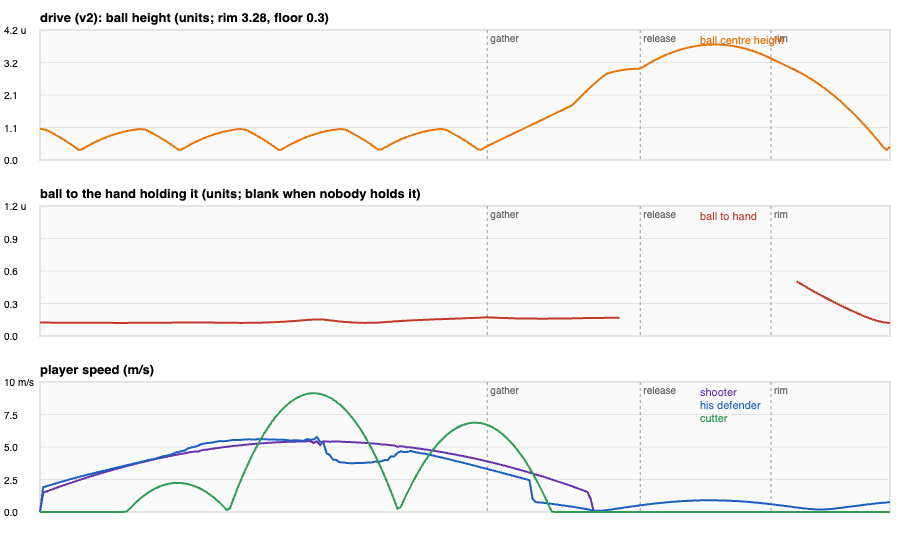 drive (v2): ball height (units; rim 3.28, floor 0.3)
4.2 u
3.2
2.1
1.1
0.0
gather
release
ball centre height
rim
ball to the hand holding it (units; blank when nobody holds it)
1.2 u
0.9
0.6
0.3
0.0
gather
release
ball to hand
rim
player speed (m/s)
10 m/s
7.5
5.0
2.5
0.0
gather
release
shooter
his defender
cutter
rim